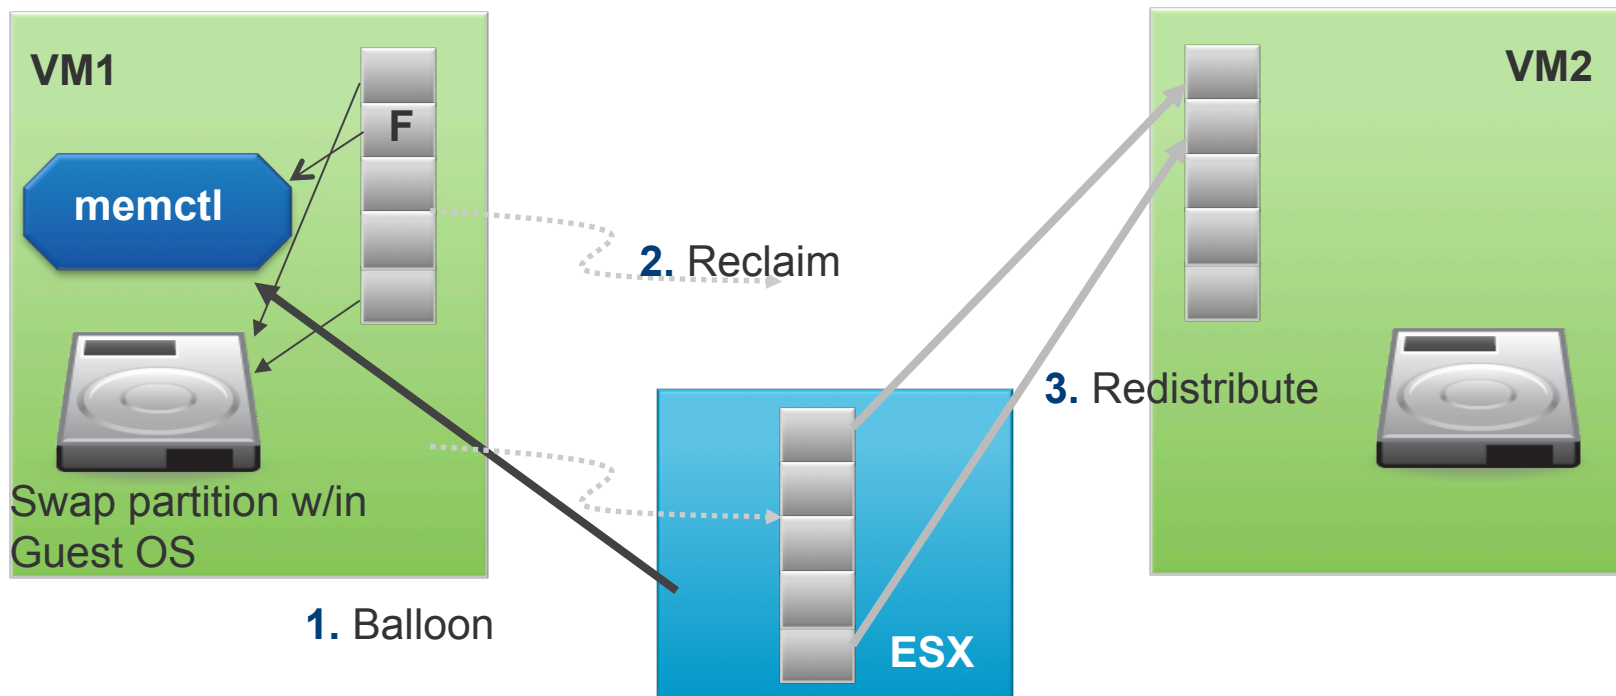 VM1
F
memctl
Swap partition w/in
Guest OS
1. Balloon
2. Reclaim
ESX
3. Redistribute
VM2